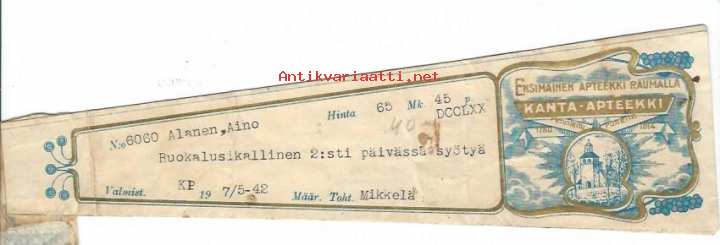 Antikvariaatti.net
Hinta 65 Mk. 45 p.
DCCLXX
40
N:o 6060 Alanen, Aino
Ruokalusikallinen 2:sti päivässä syötyä
Valmist. KP 19 7/5-42 Määr. Toht. Mikkelä
ENSIMÄINEN APTEEKKI RAUMALLA
KANTA-APTEEKKI
1780
1914